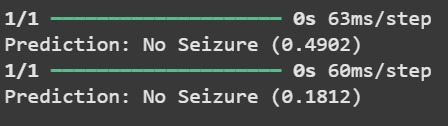 1/1 ━━━━━━━━━━━━━━━━━━━━ 0s 63ms/step
Prediction: No Seizure (0.4902)
1/1 ━━━━━━━━━━━━━━━━━━━━ 0s 60ms/step
Prediction: No Seizure (0.1812)